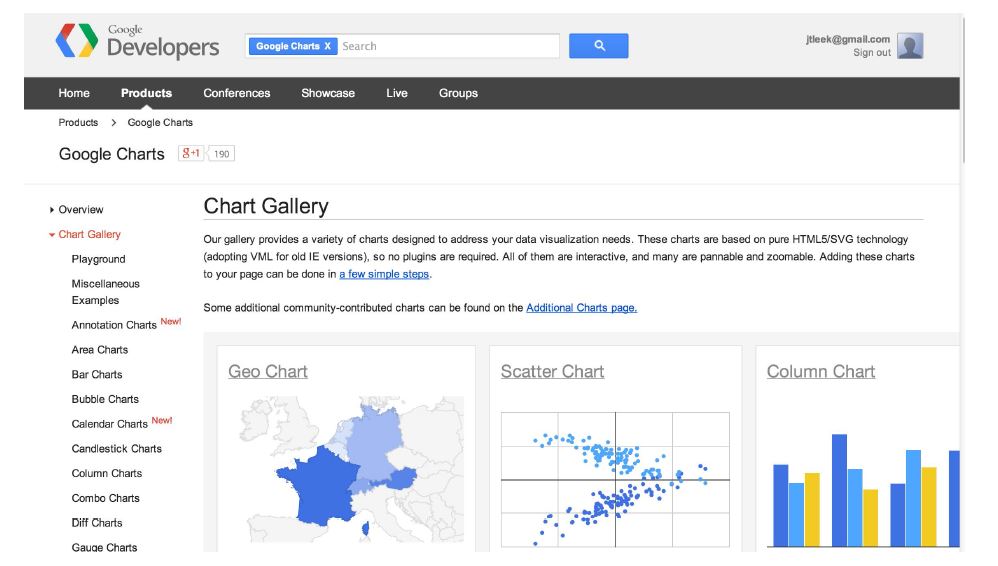 Google
Developers
Google Charts X Search
jtleek@gmail.com
Sign out
Home Products Conferences Showcase Live Groups
Products > Google Charts
Google Charts g+1 190
Overview
Chart Gallery
Playground
Miscellaneous
Examples
Annotation Charts New!
Area Charts
Bar Charts
Bubble Charts
Calendar Charts New!
Candlestick Charts
Column Charts
Combo Charts
Diff Charts
Gauge Charts
Chart Gallery
Our gallery provides a variety of charts designed to address your data visualization needs. These charts are based on pure HTML5/SVG technology
(adopting VML for old IE versions), so no plugins are required. All of them are interactive, and many are pannable and zoomable. Adding these charts
to your page can be done in a few simple steps.
Some additional community-contributed charts can be found on the Additional Charts page.
Geo Chart
Scatter Chart
Column Chart